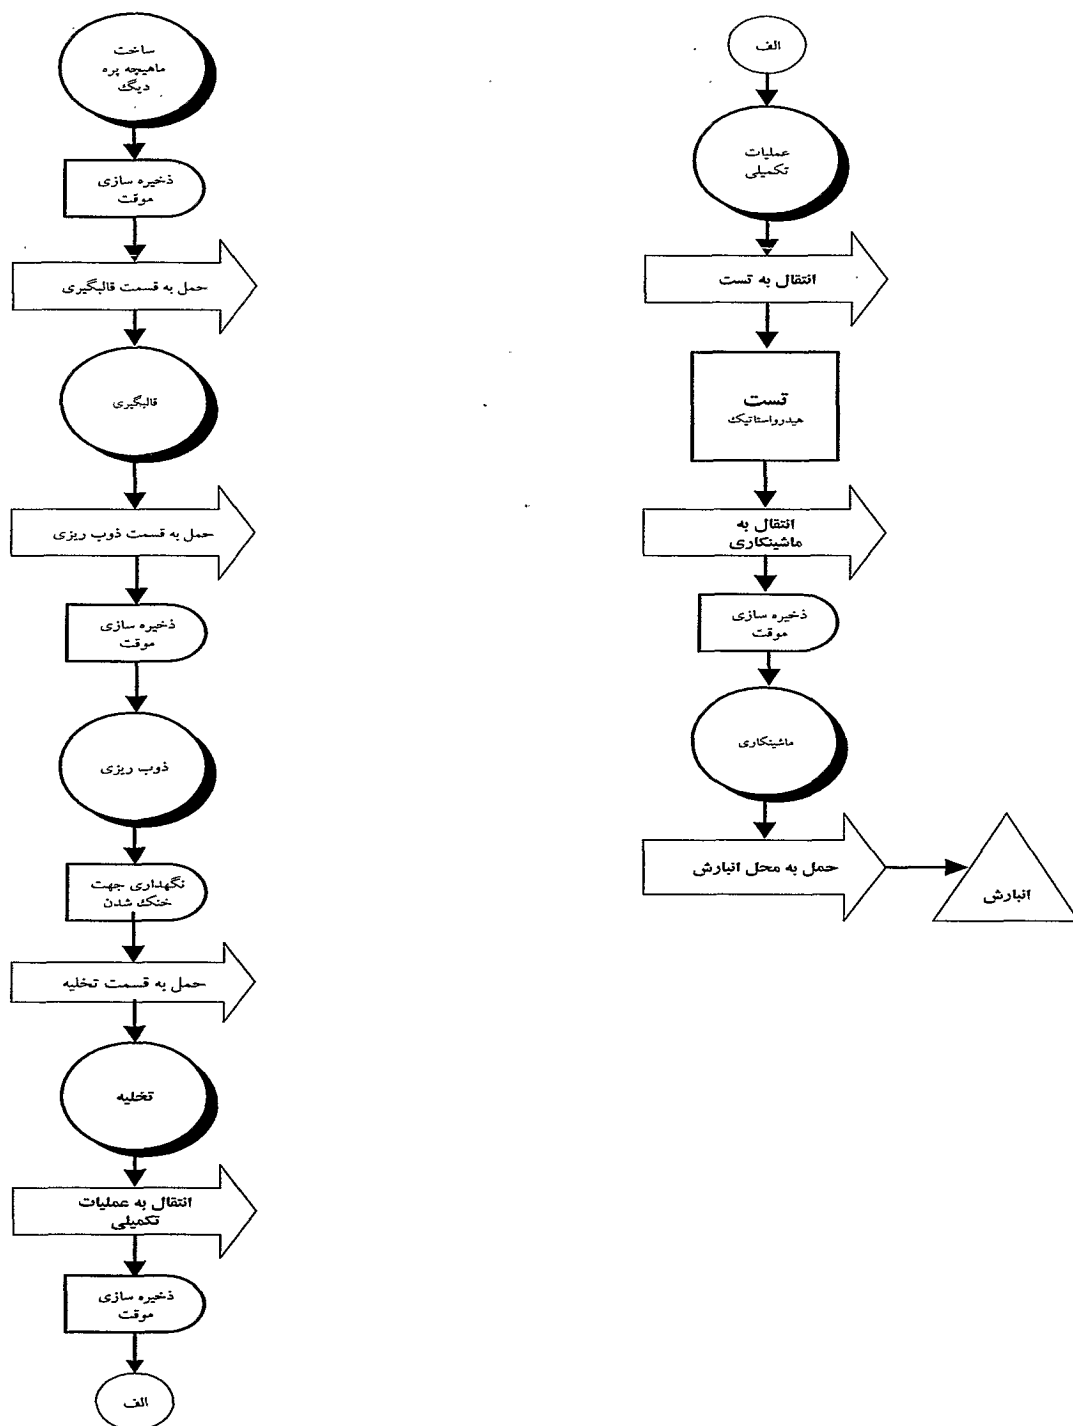 ساخت
ماهیچه پره
دیگ
ذخیره سازی
موقت
حمل به قسمت قالبگیری
قالبگیری
حمل به قسمت ذوب ریزی
ذخیره سازی
موقت
ذوب ریزی
نگهداری جهت
خنک شدن
حمل به قسمت تخلیه
تخلیه
انتقال به عملیات
تکمیلی
ذخیره سازی
موقت
الف
الف
عملیات
تکمیلی
انتقال به تست
تست
هیدرواستاتیک
انتقال به
ماشینکاری
ذخیره سازی
موقت
ماشینکاری
حمل به محل انبارش
انبارش